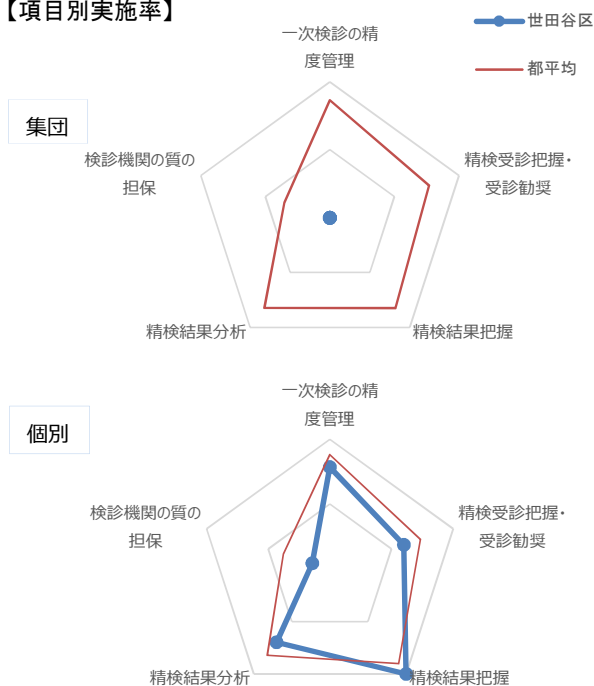 【項目別実施率】
世田谷区
都平均
集団
一次検診の精
度管理
検診機関の質の
担保
精検受診把握・
受診勧奨
精検結果分析
精検結果把握
個別
一次検診の精
度管理
検診機関の質の
担保
精検受診把握・
受診勧奨
精検結果分析
精検結果把握